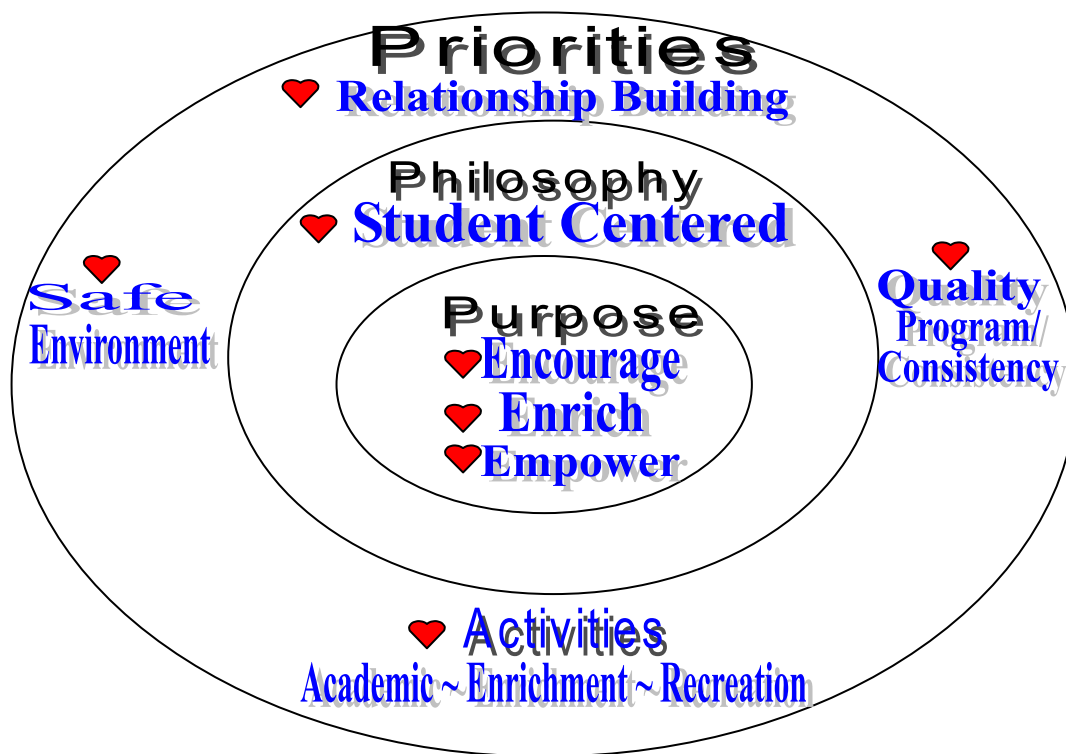 Priorities
Relationship Building
Philosophy
Student Centered
Safe
Environment
Quality
Program/
Consistency
Purpose
Encourage
Enrich
Empower
Activities
Academic ~ Enrichment ~ Recreation